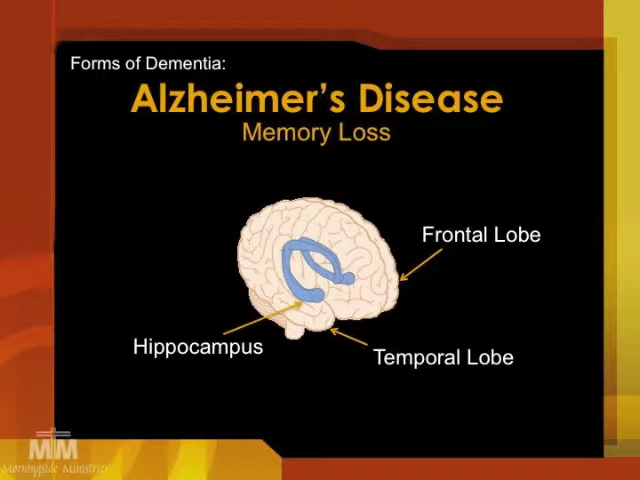 Forms of Dementia:
Alzheimer's Disease
Memory Loss
Frontal Lobe
Hippocampus
Temporal Lobe
MM
Morningside Ministries